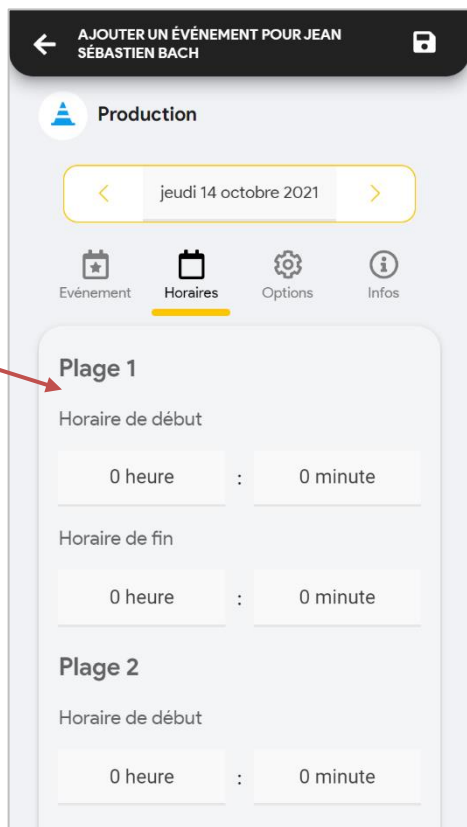 AJOUTER UN ÉVÉNEMENT POUR JEAN
SÉBASTIEN BACH
Production
jeudi 14 octobre 2021
Evénement Horaires Options Infos
Plage 1
Horaire de début
0 heure : 0 minute
Horaire de fin
0 heure : 0 minute
Plage 2
Horaire de début
0 heure : 0 minute